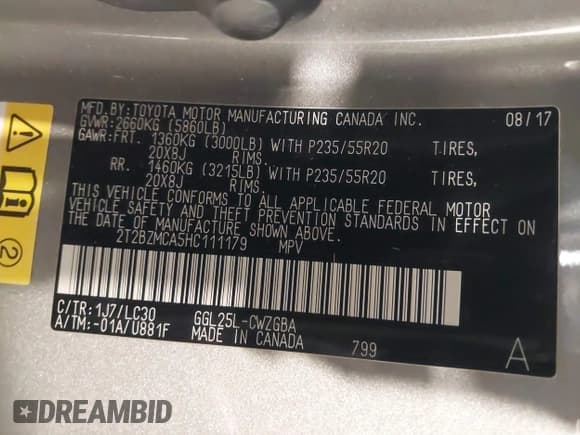 MFD.BY:TOYOTA MOTOR MANUFACTURING CANADA INC. 08/17
GVWR:2660KG (5860LB)
GAWR:FRT. 1360KG (3000LB) WITH P235/55R20 TIRES,
20X8J RIMS.
RR. 1460KG (3215LB) WITH P235/55R20 TIRES,
20X8J RIMS.
THIS VEHICLE CONFORMS TO ALL APPLICABLE FEDERAL MOTOR
VEHICLE SAFETY AND THEFT PREVENTION STANDARDS IN EFFECT ON
THE DATE OF MANUFACTURE SHOWN ABOVE.
2T2BZMCA5HC111179 MPV
C/TR:1J7/LC30 GGL25L-CWZGBA
A/TM:-01A/U881F MADE IN CANADA 799 A
2
DREAMBID